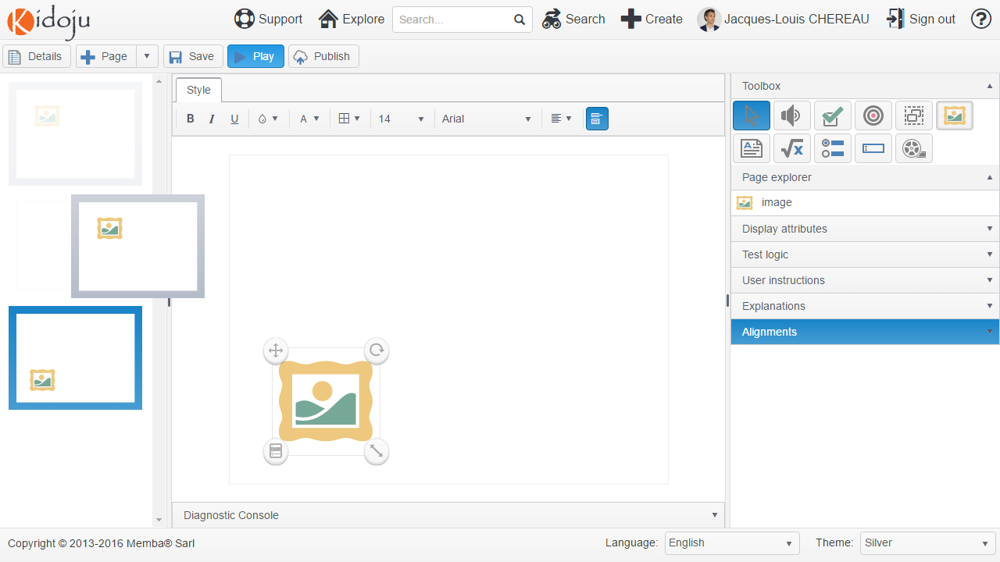 Kidoju
Support
Explore
Search...
Search
Create
Jacques-Louis CHEREAU
Sign out
Details
Page
Save
Play
Publish
Style
B I U A 14 Arial
Toolbox
Page explorer
image
Display attributes
Test logic
User instructions
Explanations
Alignments
Diagnostic Console
Copyright © 2013-2016 Memba® Sarl
Language: English
Theme: Silver